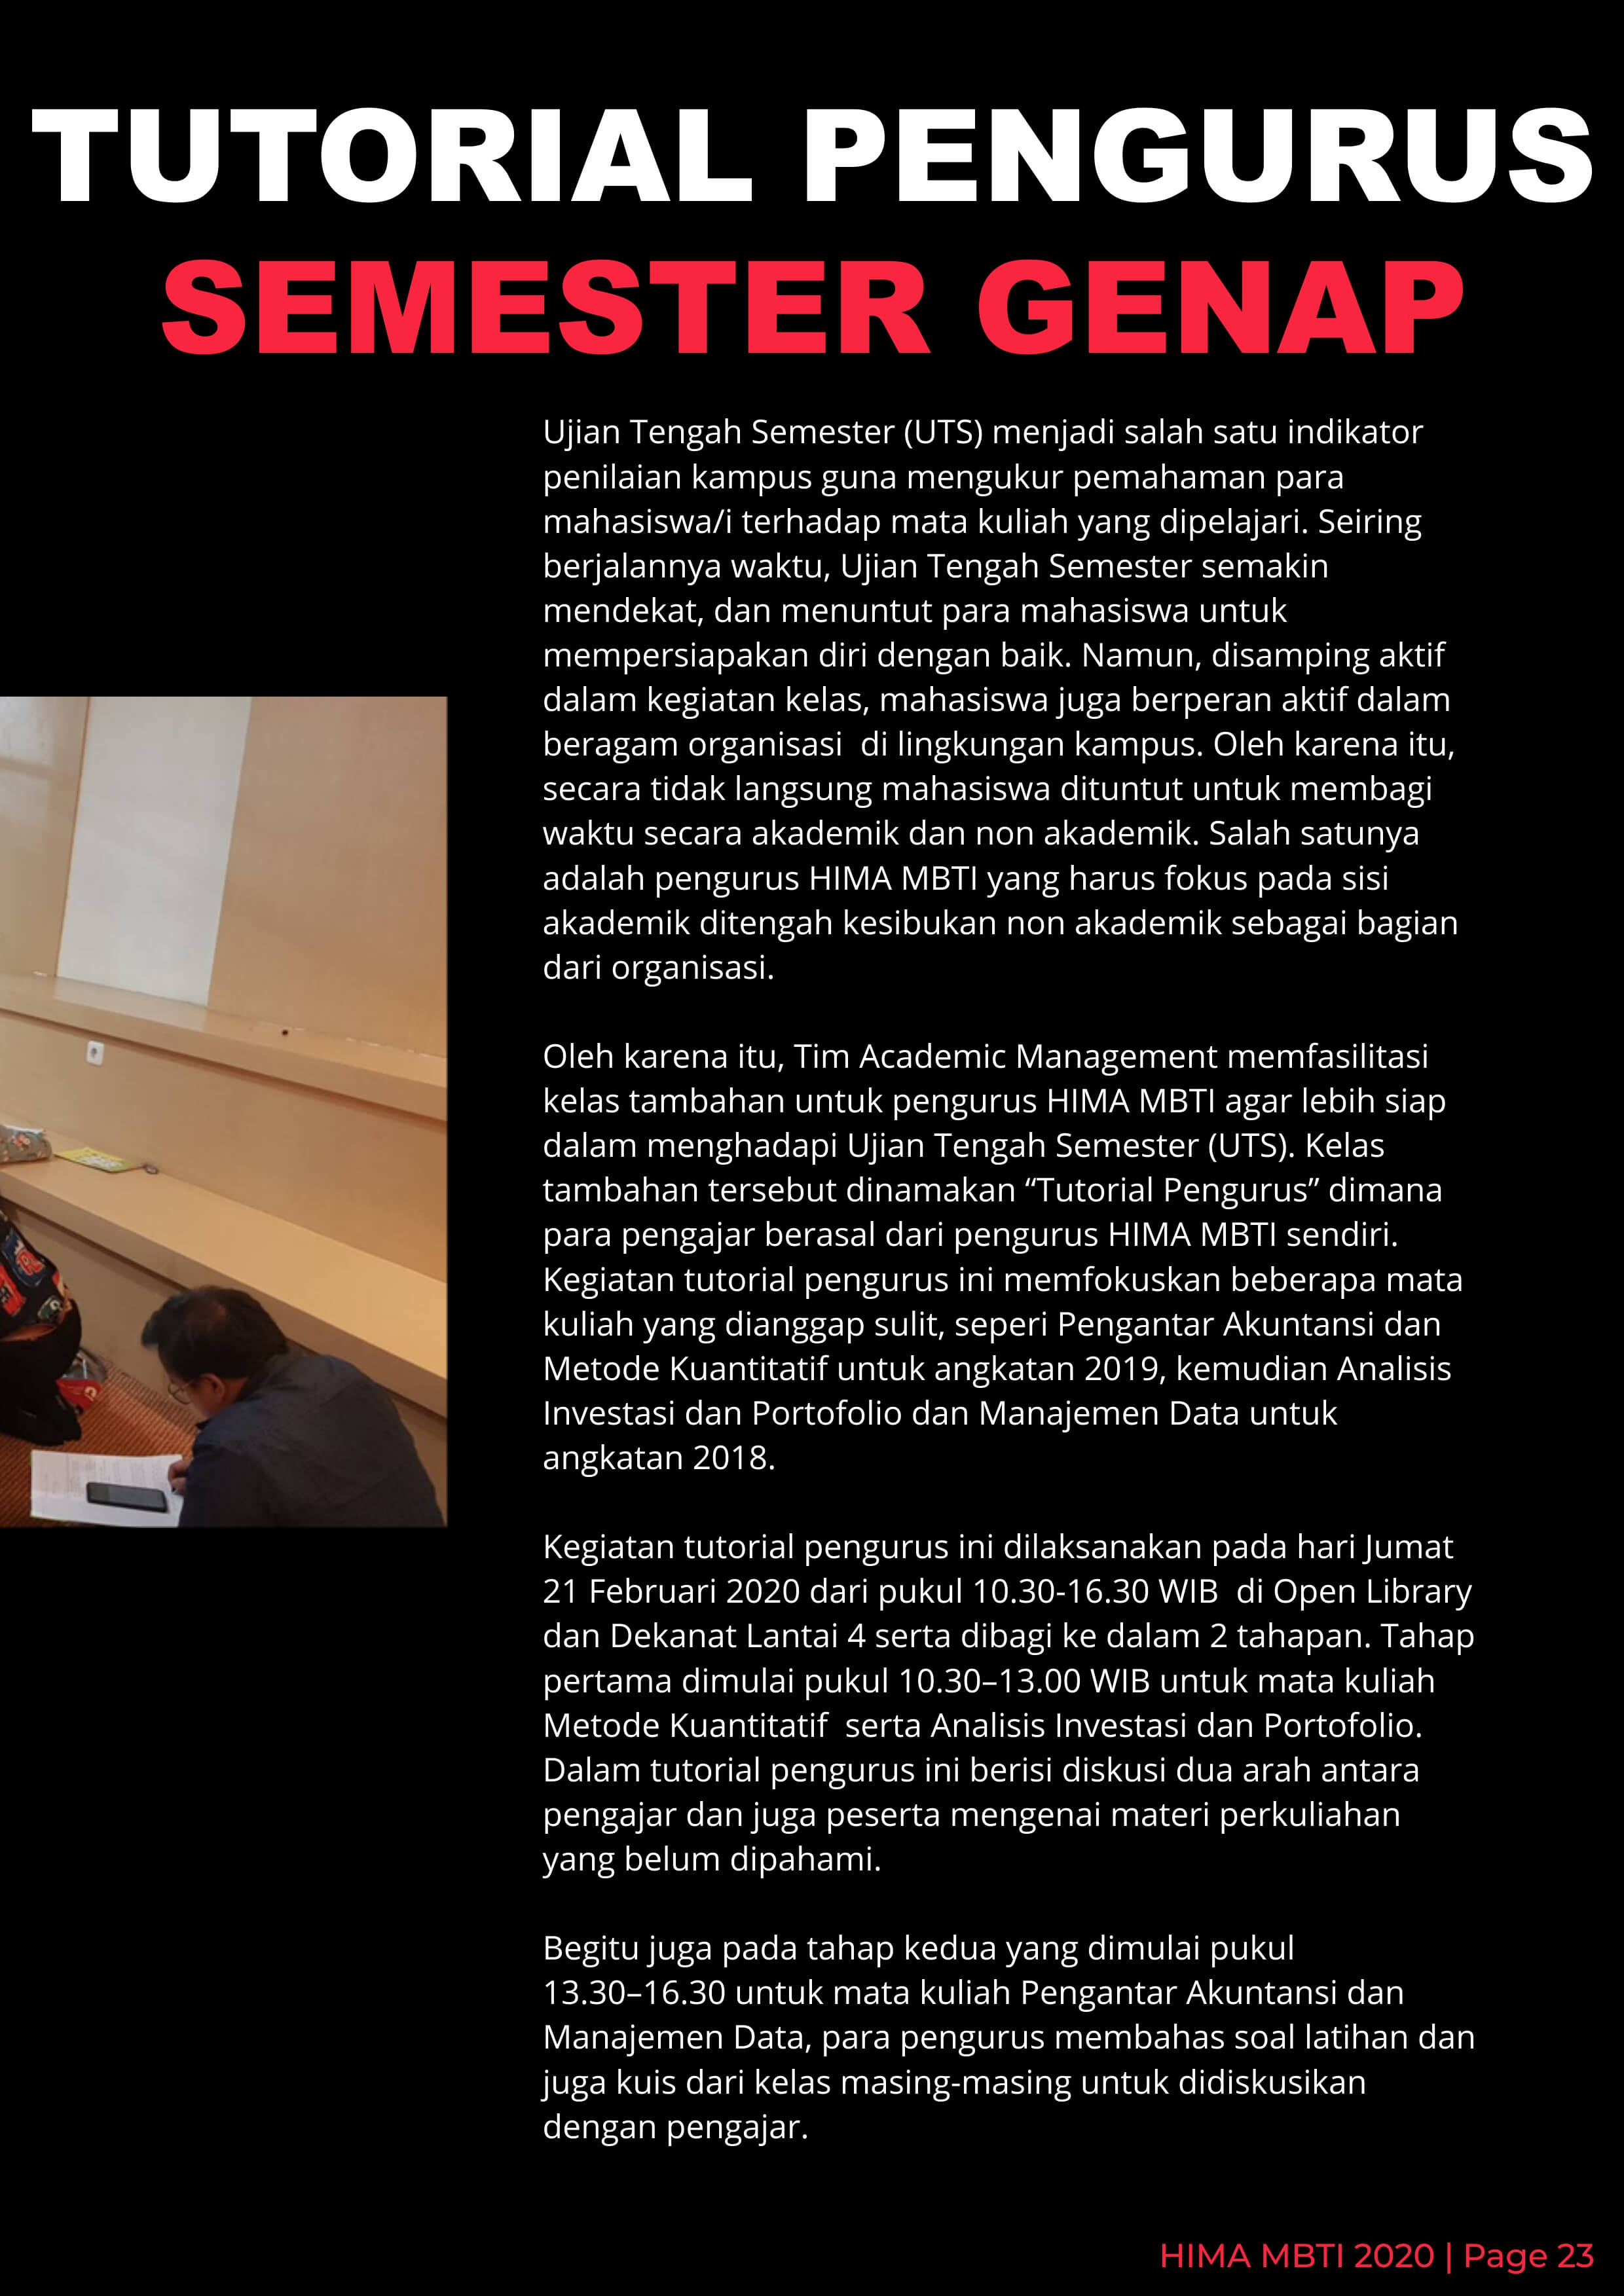 TUTORIAL PENGURUS
SEMESTER GENAP
Ujian Tengah Semester (UTS) menjadi salah satu indikator
penilaian kampus guna mengukur pemahaman para
mahasiswa/i terhadap mata kuliah yang dipelajari. Seiring
berjalannya waktu, Ujian Tengah Semester semakin
mendekat, dan menuntut para mahasiswa untuk
mempersiapakan diri dengan baik. Namun, disamping aktif
dalam kegiatan kelas, mahasiswa juga berperan aktif dalam
beragam organisasi  di lingkungan kampus. Oleh karena itu,
secara tidak langsung mahasiswa dituntut untuk membagi
waktu secara akademik dan non akademik. Salah satunya
adalah pengurus HIMA MBTI yang harus fokus pada sisi
akademik ditengah kesibukan non akademik sebagai bagian
dari organisasi.
Oleh karena itu, Tim Academic Management memfasilitasi
kelas tambahan untuk pengurus HIMA MBTI agar lebih siap
dalam menghadapi Ujian Tengah Semester (UTS). Kelas
tambahan tersebut dinamakan “Tutorial Pengurus” dimana
para pengajar berasal dari pengurus HIMA MBTI sendiri.
Kegiatan tutorial pengurus ini memfokuskan beberapa mata
kuliah yang dianggap sulit, seperi Pengantar Akuntansi dan
Metode Kuantitatif untuk angkatan 2019, kemudian Analisis
Investasi dan Portofolio dan Manajemen Data untuk
angkatan 2018.
Kegiatan tutorial pengurus ini dilaksanakan pada hari Jumat
21 Februari 2020 dari pukul 10.30-16.30 WIB  di Open Library
dan Dekanat Lantai 4 serta dibagi ke dalam 2 tahapan. Tahap
pertama dimulai pukul 10.30–13.00 WIB untuk mata kuliah
Metode Kuantitatif  serta Analisis Investasi dan Portofolio.
Dalam tutorial pengurus ini berisi diskusi dua arah antara
pengajar dan juga peserta mengenai materi perkuliahan
yang belum dipahami.
Begitu juga pada tahap kedua yang dimulai pukul
13.30–16.30 untuk mata kuliah Pengantar Akuntansi dan
Manajemen Data, para pengurus membahas soal latihan dan
juga kuis dari kelas masing-masing untuk didiskusikan
dengan pengajar.
HIMA MBTI 2020 | Page 23